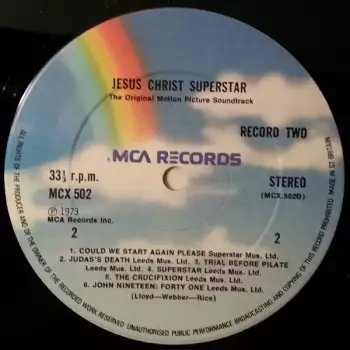 JESUS CHRIST SUPERSTAR
The Original Motion Picture Soundtrack
RECORD TWO
MCA RECORDS
33⅓ r.p.m.
MCX 502
STEREO
(MCX.502D)
℗ 1973
MCA Records Inc.
2
2
1. COULD WE START AGAIN PLEASE Superstar Mus. Ltd.
2. JUDAS'S DEATH Leeds Mus. Ltd. 3. TRIAL BEFORE PILATE
Leeds Mus. Ltd. 4. SUPERSTAR Leeds Mus. Ltd.
5. THE CRUCIFIXION Leeds Mus. Ltd.
6. JOHN NINETEEN: FORTY ONE Leeds Mus. Ltd.
(Lloyd—Webber—Rice)
ALL RIGHTS OF THE PRODUCER AND OF THE OWNER OF THE RECORDED WORK RESERVED UNAUTHORISED PUBLIC PERFORMANCE BROADCASTING AND COPYING OF THIS RECORD PROHIBITED MADE IN GT BRITAIN